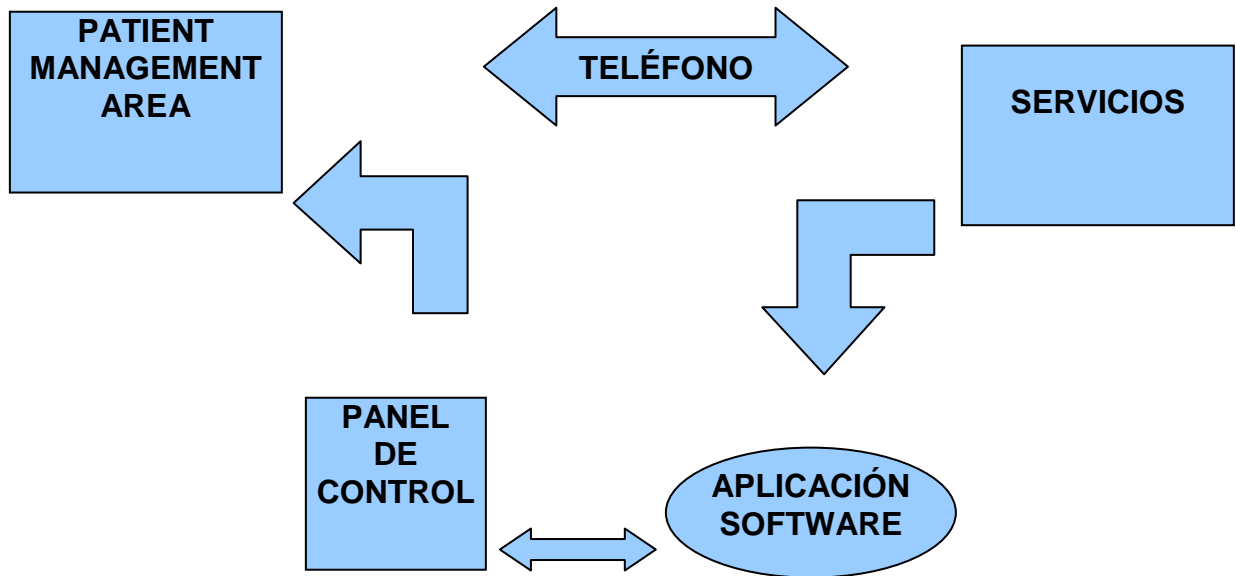 PATIENT
MANAGEMENT
AREA
TELÉFONO
SERVICIOS
PANEL
DE
CONTROL
APLICACIÓN
SOFTWARE